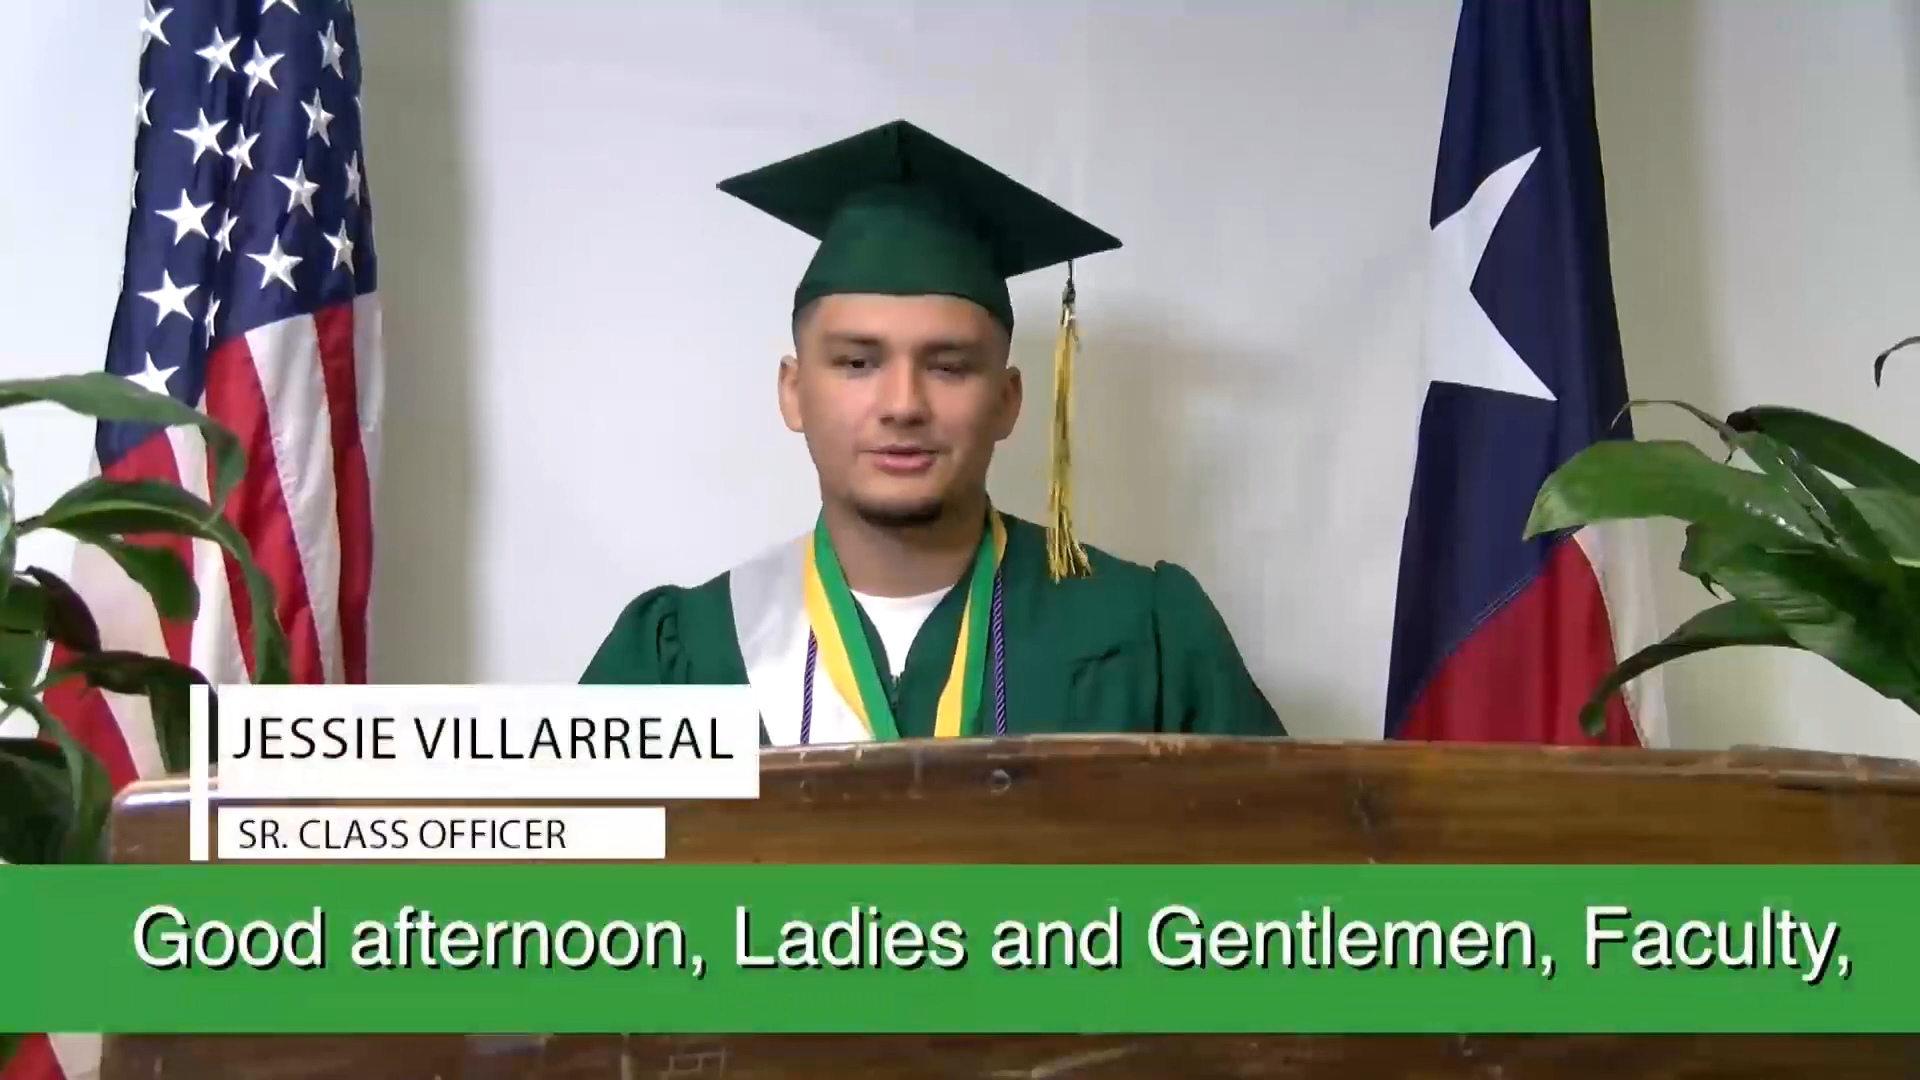 JESSIE VILLARREAL
SR. CLASS OFFICER
Good afternoon, Ladies and Gentlemen, Faculty,